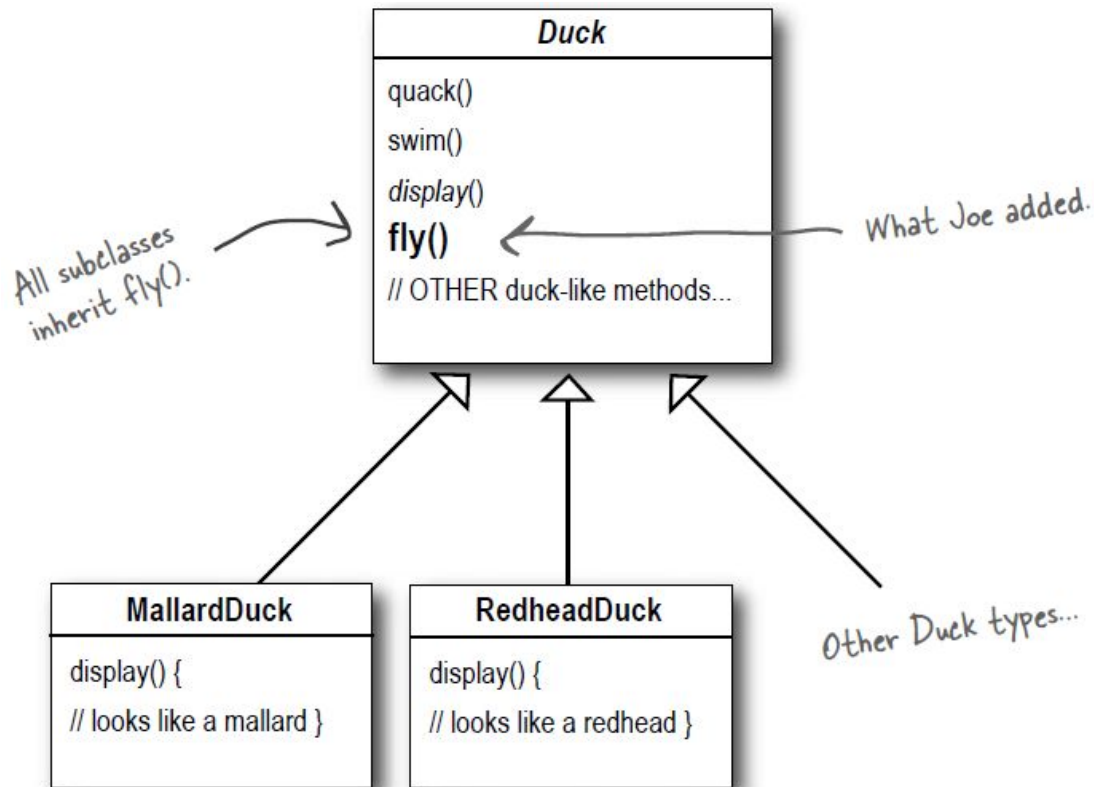 Duck
quack()
swim()
display()
fly()
// OTHER duck-like methods...
All subclasses
inherit fly().
What Joe added.
MallardDuck
display() {
// looks like a mallard }
RedheadDuck
display() {
// looks like a redhead }
Other Duck types...